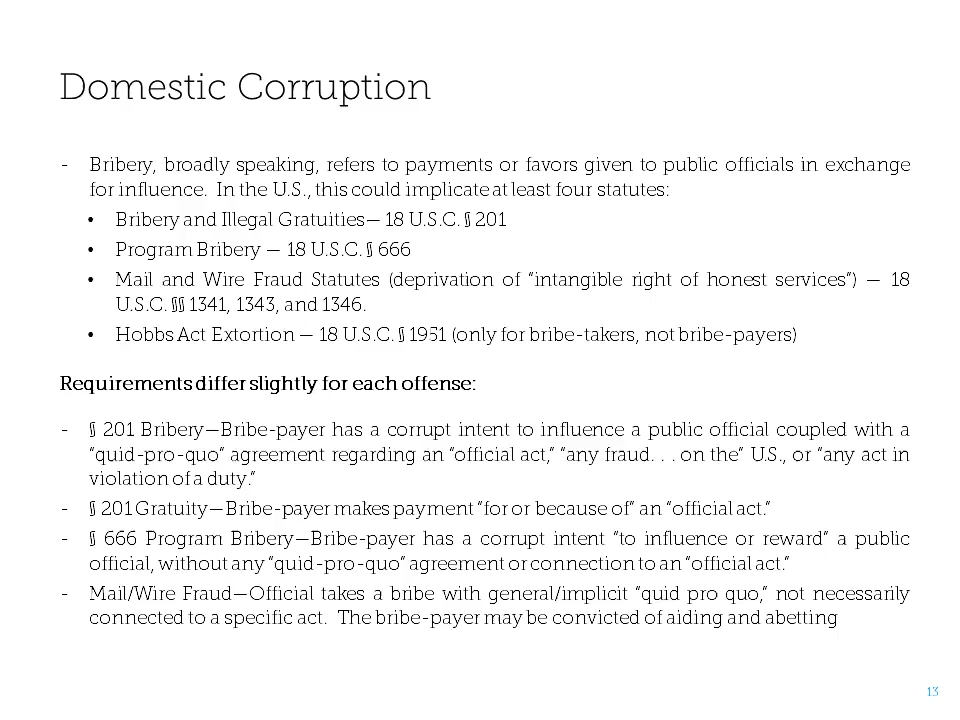 Domestic Corruption
- Bribery, broadly speaking, refers to payments or favors given to public officials in exchange
for influence. In the U.S., this could implicate at least four statutes:
• Bribery and Illegal Gratuities— 18 U.S.C. § 201
• Program Bribery — 18 U.S.C. § 666
• Mail and Wire Fraud Statutes (deprivation of “intangible right of honest services”) — 18
U.S.C. §§ 1341, 1343, and 1346.
• Hobbs Act Extortion — 18 U.S.C. § 1951 (only for bribe-takers, not bribe-payers)
Requirements differ slightly for each offense:
- § 201 Bribery—Bribe-payer has a corrupt intent to influence a public official coupled with a
“quid-pro-quo” agreement regarding an “official act,” “any fraud. . . on the” U.S., or “any act in
violation of a duty.”
- § 201 Gratuity—Bribe-payer makes payment “for or because of” an “official act.”
- § 666 Program Bribery—Bribe-payer has a corrupt intent “to influence or reward” a public
official, without any “quid-pro-quo” agreement or connection to an “official act.”
- Mail/Wire Fraud—Official takes a bribe with general/implicit “quid pro quo,” not necessarily
connected to a specific act. The bribe-payer may be convicted of aiding and abetting
13